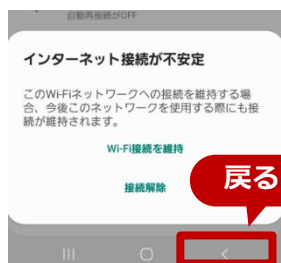 自動再接続がOFF
インターネット接続が不安定
このWi-Fiネットワークへの接続を維持する場
合、今後このネットワークを使用する際にも接
続が維持されます。
Wi-Fi接続を維持
戻る
接続解除